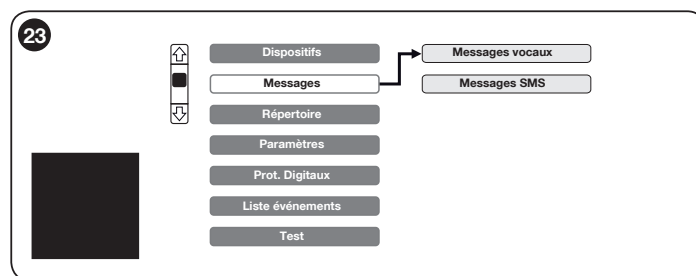 23
Dispositifs
Messages vocaux
Messages
Messages SMS
Répertoire
Paramètres
Prot. Digitaux
Liste événements
Test